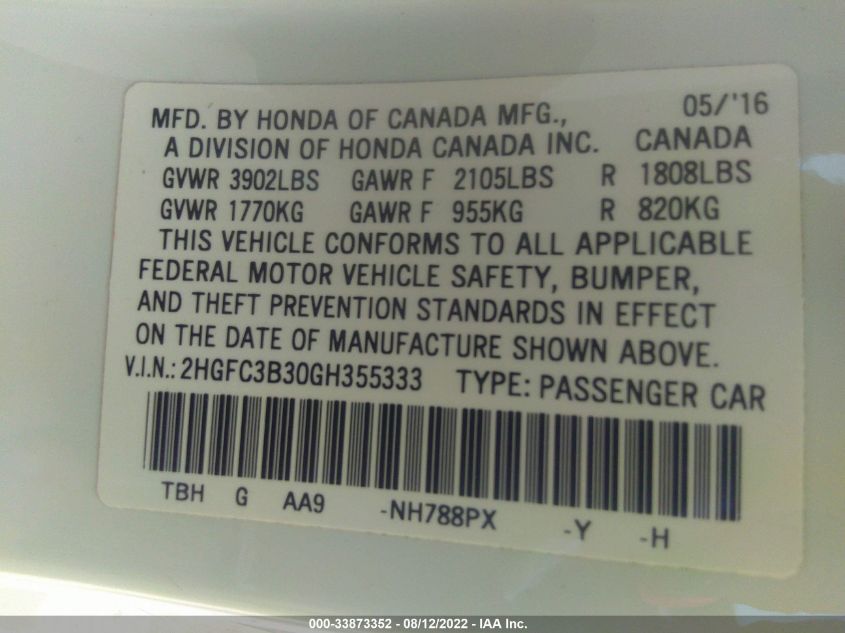 MFD. BY HONDA OF CANADA MFG., 05/'16
A DIVISION OF HONDA CANADA INC. CANADA
GVWR 3902LBS GAWR F 2105LBS R 1808LBS
GVWR 1770KG GAWR F 955KG R 820KG
THIS VEHICLE CONFORMS TO ALL APPLICABLE
FEDERAL MOTOR VEHICLE SAFETY, BUMPER,
AND THEFT PREVENTION STANDARDS IN EFFECT
ON THE DATE OF MANUFACTURE SHOWN ABOVE.
V.I.N.: 2HGFC3B30GH355333 TYPE: PASSENGER CAR
TBH G AA9 -NH788PX -Y -H
000-33873352 - 08/12/2022 - IAA Inc.